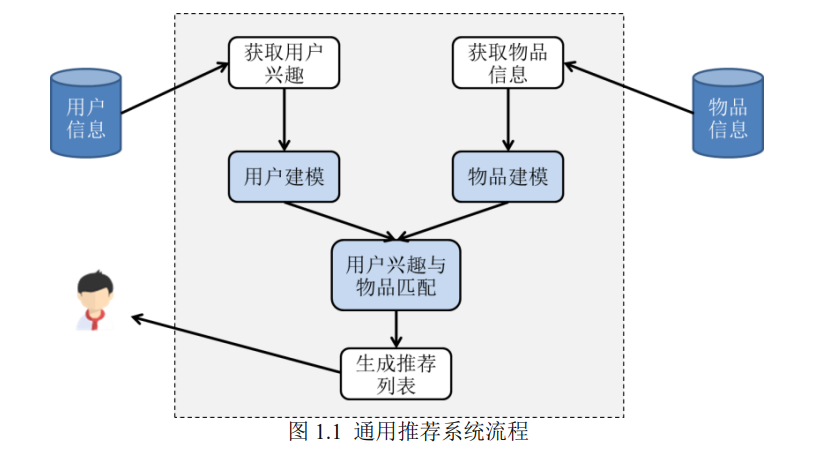 获取用户
兴趣
获取物品
信息
用户
信息
物品
信息
用户建模
物品建模
用户兴趣与
物品匹配
生成推荐
列表
图 1.1 通用推荐系统流程